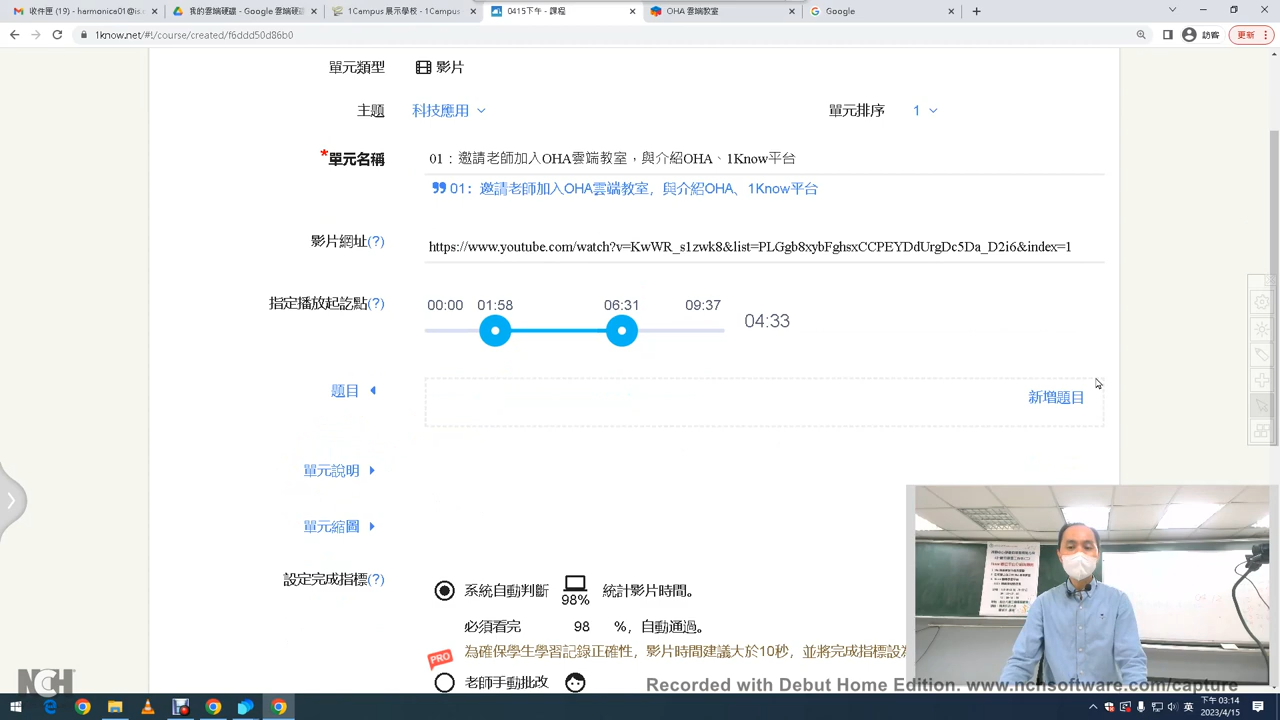 收件匣 (19) - harmonics01@gm
我的雲端硬碟 - Google 雲端硬
Campus 展示學校 - 1Campus.
0415下午 - 課程
OHA 雲端教室
Google
1know.net/#!/course/created/f6ddd50d86b0
訪客
更新
單元類型 影片
主題 科技應用
單元排序 1
*單元名稱 01：邀請老師加入OHA雲端教室，與介紹OHA、1Know平台
01：邀請老師加入OHA雲端教室，與介紹OHA、1Know平台
影片網址(?) https://www.youtube.com/watch?v=KwWR_s1zwk8&list=PLGgb8xybFghsxCCPEYDdUrgDc5Da_D2i6&index=1
指定播放起訖點(?) 00:00 01:58 06:31 09:37
04:33
題目
新增題目
單元說明
單元縮圖
設定完成指標(?)
系統自動判斷 98% 統計影片時間。
必須看完 98 %，自動通過。
PRO 為確保學生學習記錄正確性，影片時間建議大於10秒，並將完成指標設為
老師手動批改
NCH
Recorded with Debut Home Edition. www.nchsoftware.com/capture
英
下午 03:14
2023/4/15